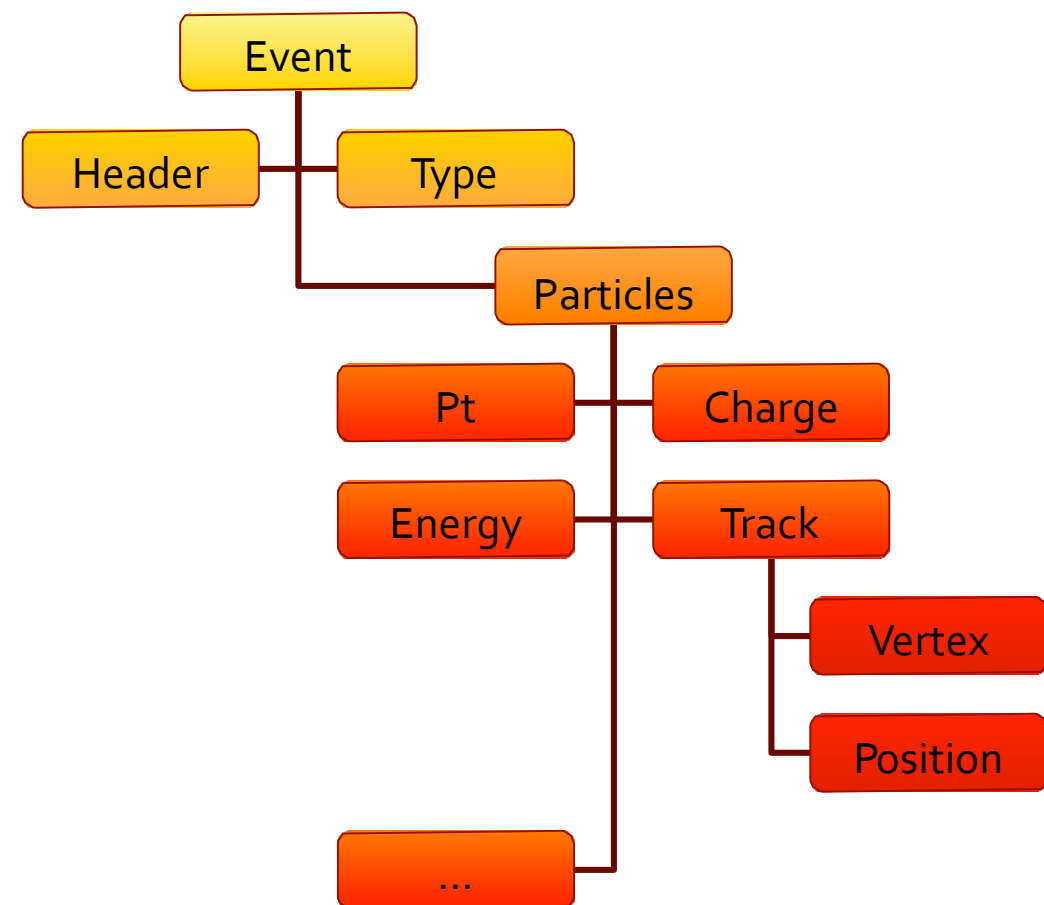 Event
Header
Type
Particles
Pt
Charge
Energy
Track
Vertex
Position
...